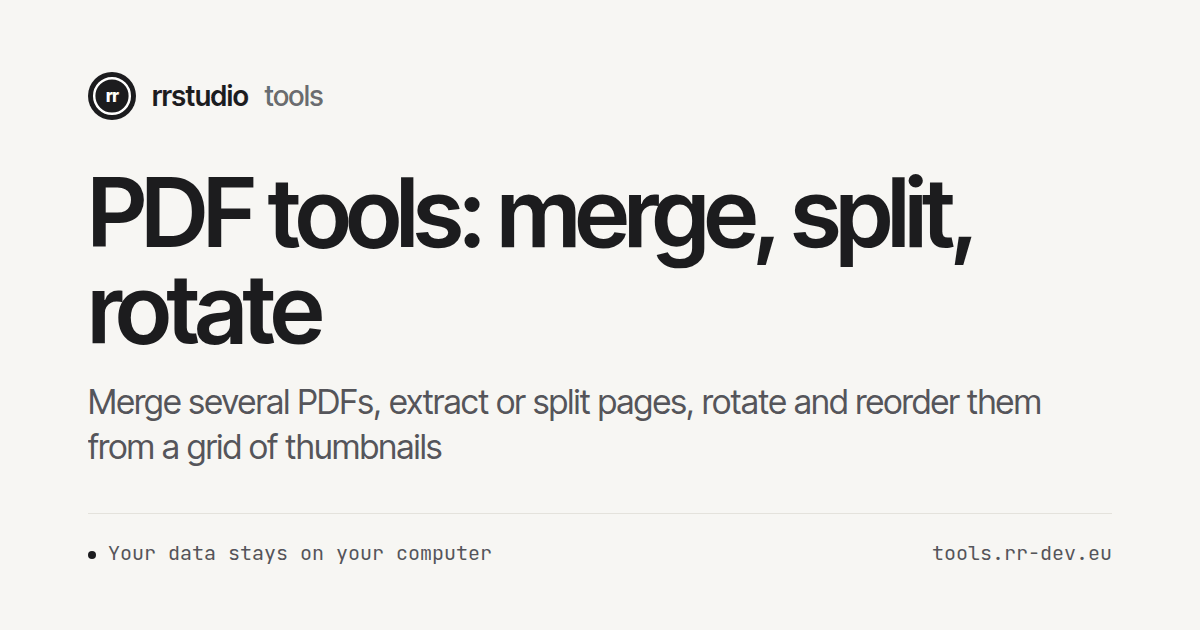 rr rrstudio tools
PDF tools: merge, split,
rotate
Merge several PDFs, extract or split pages, rotate and reorder them
from a grid of thumbnails
Your data stays on your computer
tools.rr-dev.eu